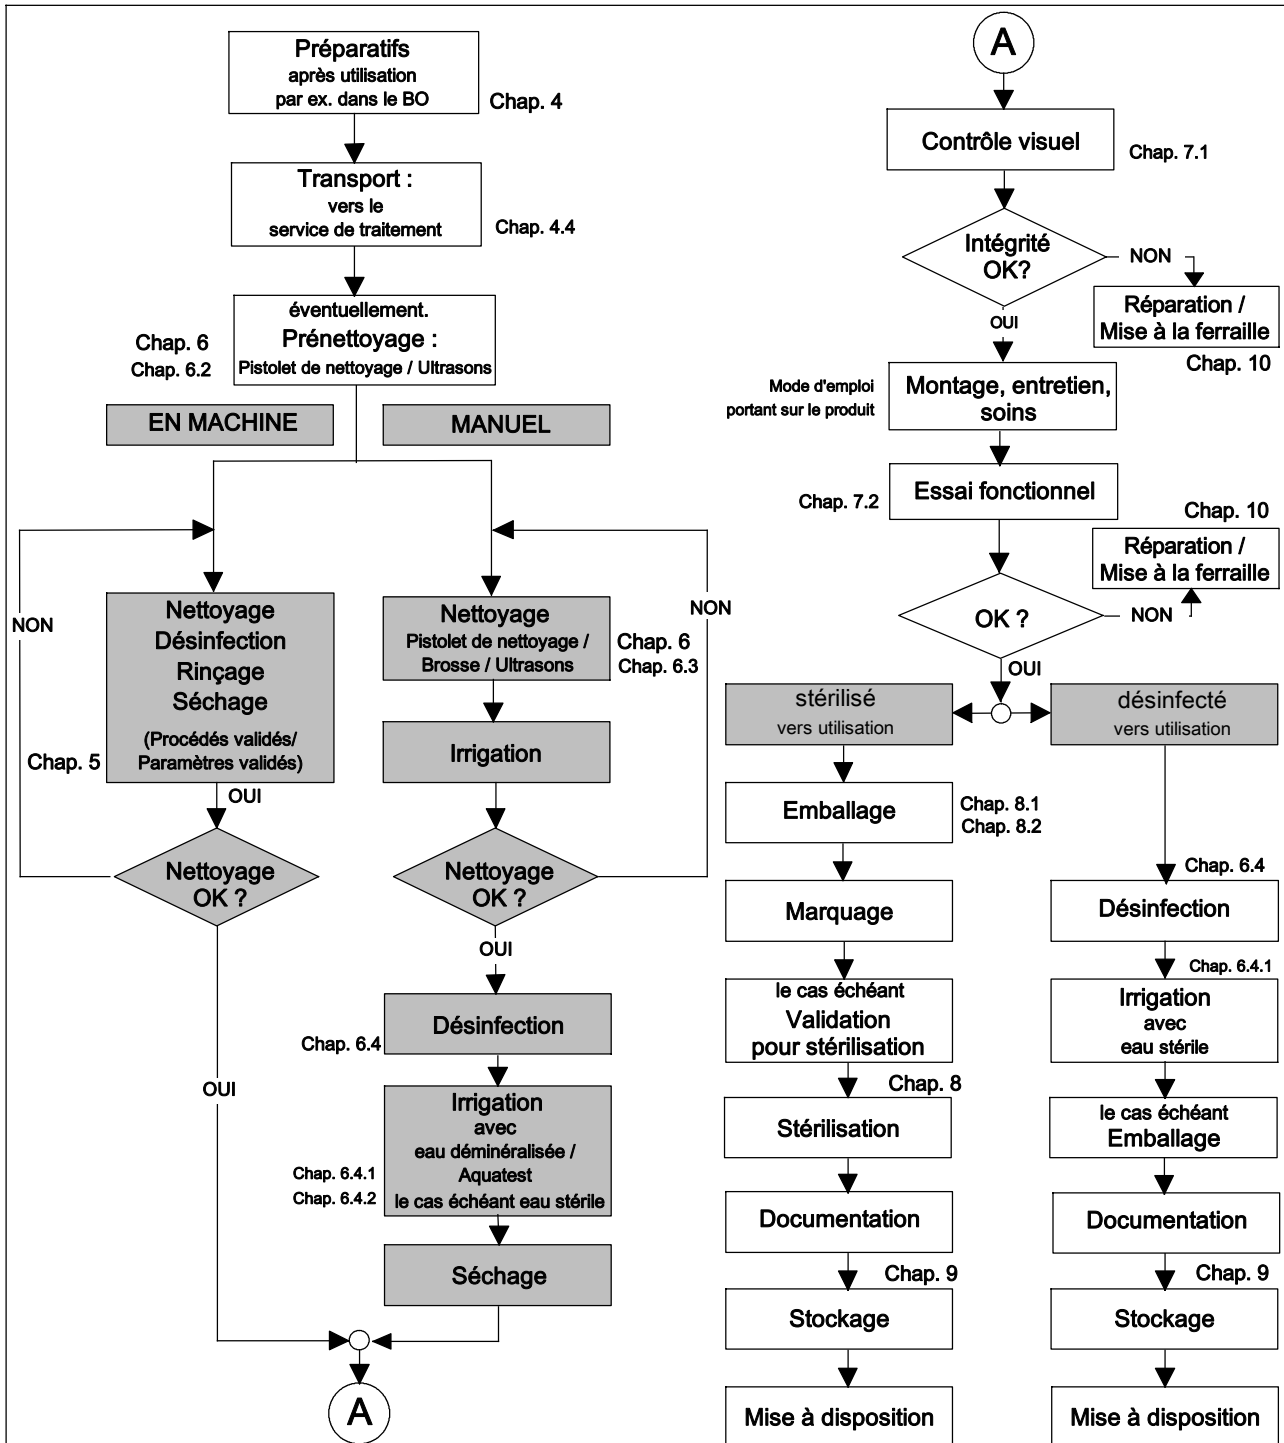 Préparatifs
après utilisation
par ex. dans le BO
Chap. 4
Transport :
vers le
service de traitement
Chap. 4.4
éventuellement.
Prénettoyage :
Pistolet de nettoyage / Ultrasons
Chap. 6
Chap. 6.2
EN MACHINE
MANUEL
NON
Nettoyage
Désinfection
Rinçage
Séchage
(Procédés validés/
Paramètres validés)
Chap. 5
OUI
Nettoyage
OK ?
OUI
Nettoyage
Pistolet de nettoyage /
Brosse / Ultrasons
Chap. 6
Chap. 6.3
NON
Irrigation
Nettoyage
OK ?
OUI
Désinfection
Chap. 6.4
Irrigation
avec
eau déminéralisée /
Aquatest
le cas échéant eau stérile
Chap. 6.4.1
Chap. 6.4.2
Séchage
A
A
Contrôle visuel
Chap. 7.1
Intégrité
OK?
NON
Réparation /
Mise à la ferraille
Chap. 10
OUI
Mode d'emploi
portant sur le produit
Montage, entretien,
soins
Essai fonctionnel
Chap. 7.2
Chap. 10
Réparation /
Mise à la ferraille
OK ?
NON
OUI
stérilisé
vers utilisation
désinfecté
vers utilisation
Emballage
Chap. 8.1
Chap. 8.2
Marquage
le cas échéant
Validation
pour stérilisation
Chap. 8
Stérilisation
Documentation
Chap. 9
Stockage
Mise à disposition
Chap. 6.4
Désinfection
Chap. 6.4.1
Irrigation
avec
eau stérile
le cas échéant
Emballage
Documentation
Chap. 9
Stockage
Mise à disposition